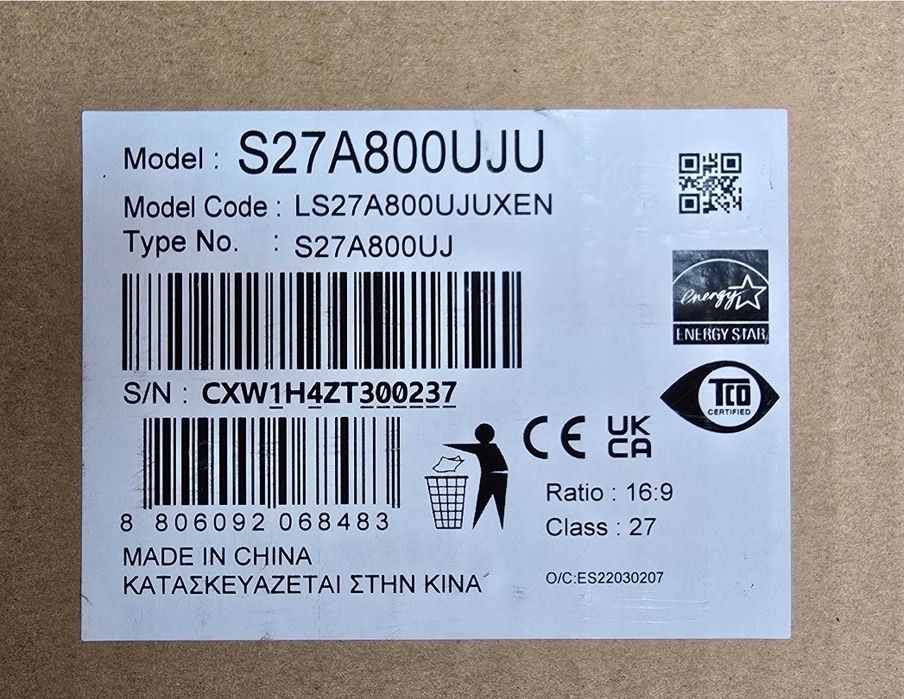 Model : S27A800UJU
Model Code : LS27A800UJUXEN
Type No. : S27A800UJ
energy
ENERGY STAR
S/N : CXW1H4ZT300237
TCO
CERTIFIED
CE UK
CA
8 806092 068483
Ratio : 16:9
Class : 27
MADE IN CHINA
ΚΑΤΑΣΚΕΥΑΖΕΤΑΙ ΣΤΗΝ ΚΙΝΑ
O/C:ES22030207